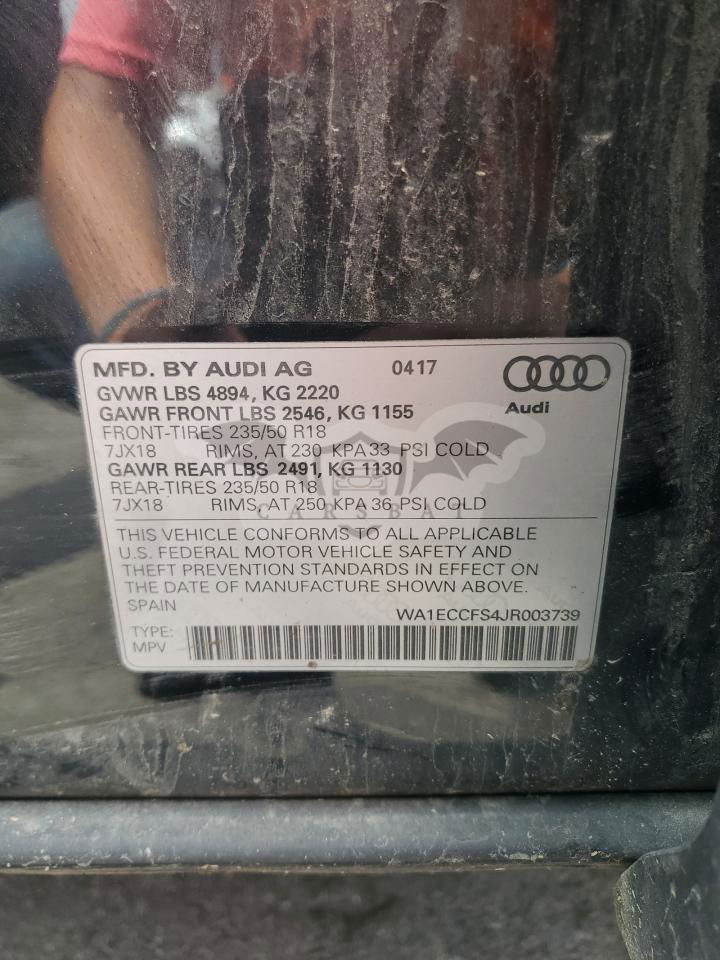 MFD. BY AUDI AG 0417
GVWR LBS 4894, KG 2220
GAWR FRONT LBS 2546, KG 1155
Audi
FRONT-TIRES 235/50 R18
7JX18 RIMS, AT 230 KPA 33 PSI COLD
GAWR REAR LBS 2491, KG 1130
REAR-TIRES 235/50 R18
7JX18 RIMS, AT 250 KPA 36 PSI COLD
CARSBAT
THIS VEHICLE CONFORMS TO ALL APPLICABLE
U.S. FEDERAL MOTOR VEHICLE SAFETY AND
THEFT PREVENTION STANDARDS IN EFFECT ON
THE DATE OF MANUFACTURE SHOWN ABOVE.
SPAIN
WA1ECCFS4JR003739
TYPE:
MPV